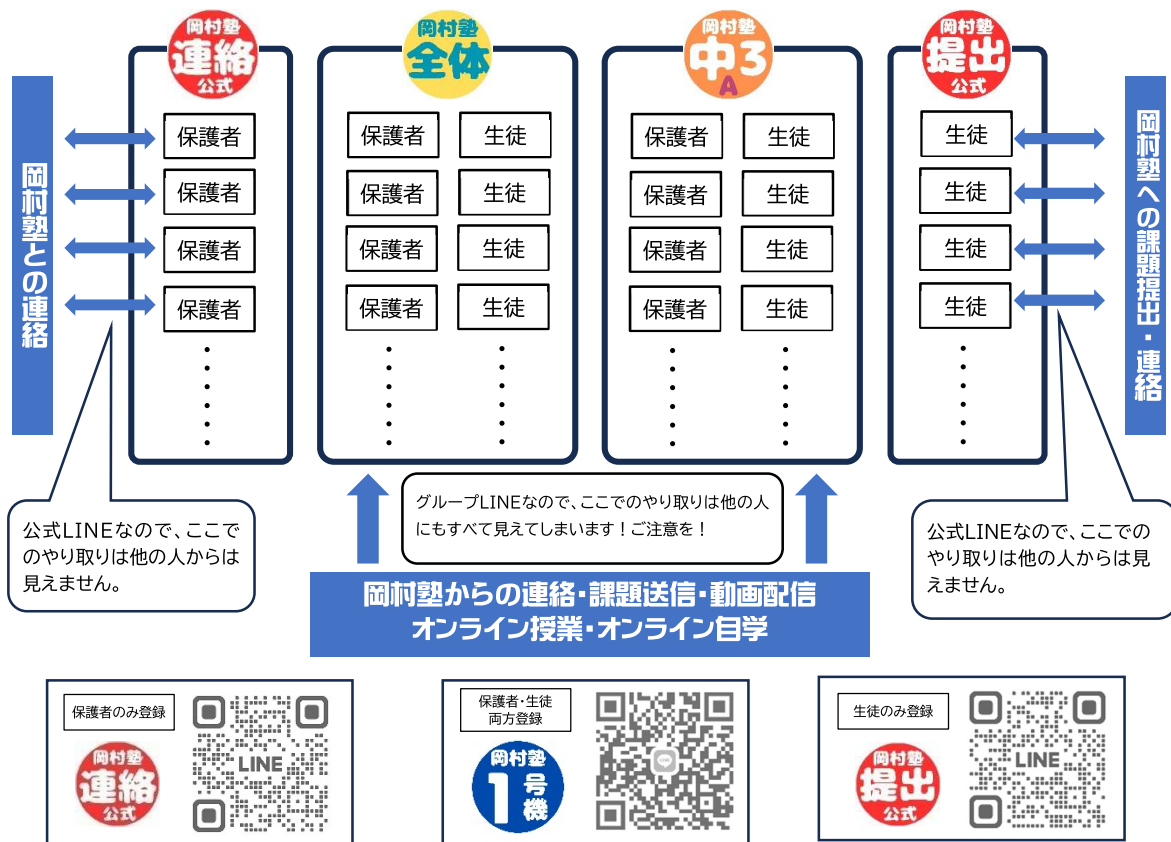 岡村塾
連絡
公式
岡村塾
全体
岡村塾
中3
A
岡村塾
提出
公式
岡村塾との連絡
保護者
保護者
保護者
保護者
保護者 生徒
保護者 生徒
保護者 生徒
保護者 生徒
保護者 生徒
保護者 生徒
保護者 生徒
保護者 生徒
生徒
生徒
生徒
生徒
岡村塾への課題提出・連絡
公式LINEなので、ここで
のやり取りは他の人からは
見えません。
グループLINEなので、ここでのやり取りは他の人
にもすべて見えてしまいます！ご注意を！
公式LINEなので、ここでの
やり取りは他の人からは見
えません。
岡村塾からの連絡・課題送信・動画配信
オンライン授業・オンライン自学
保護者のみ登録
岡村塾
連絡
公式
LINE
保護者・生徒
両方登録
岡村塾
1号機
LINE
生徒のみ登録
岡村塾
提出
公式
LINE